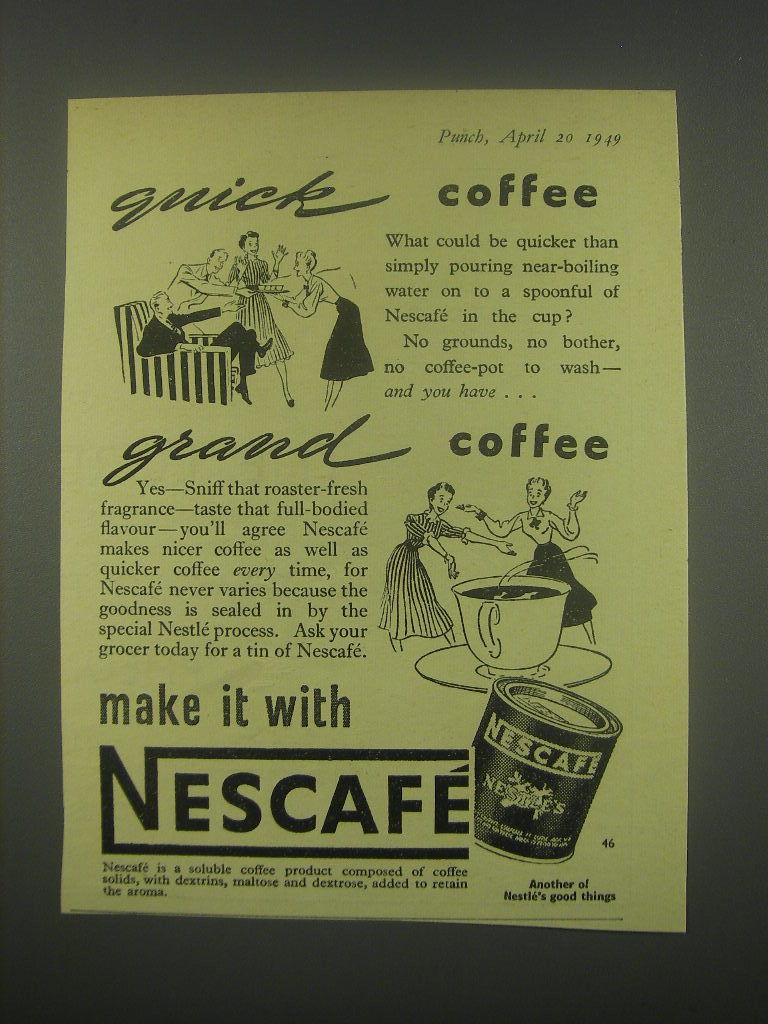 Punch, April 20 1949
quick coffee
What could be quicker than
simply pouring near-boiling
water on to a spoonful of
Nescafé in the cup?
No grounds, no bother,
no coffee-pot to wash—
and you have . . .
grand coffee
Yes—Sniff that roaster-fresh
fragrance—taste that full-bodied
flavour—you'll agree Nescafé
makes nicer coffee as well as
quicker coffee every time, for
Nescafé never varies because the
goodness is sealed in by the
special Nestlé process. Ask your
grocer today for a tin of Nescafé.
make it with
NESCAFÉ
NESCAFÉ
NESTLÉ'S
46
Nescafé is a soluble coffee product composed of coffee
solids, with dextrins, maltose and dextrose, added to retain
the aroma.
Another of
Nestlé's good things